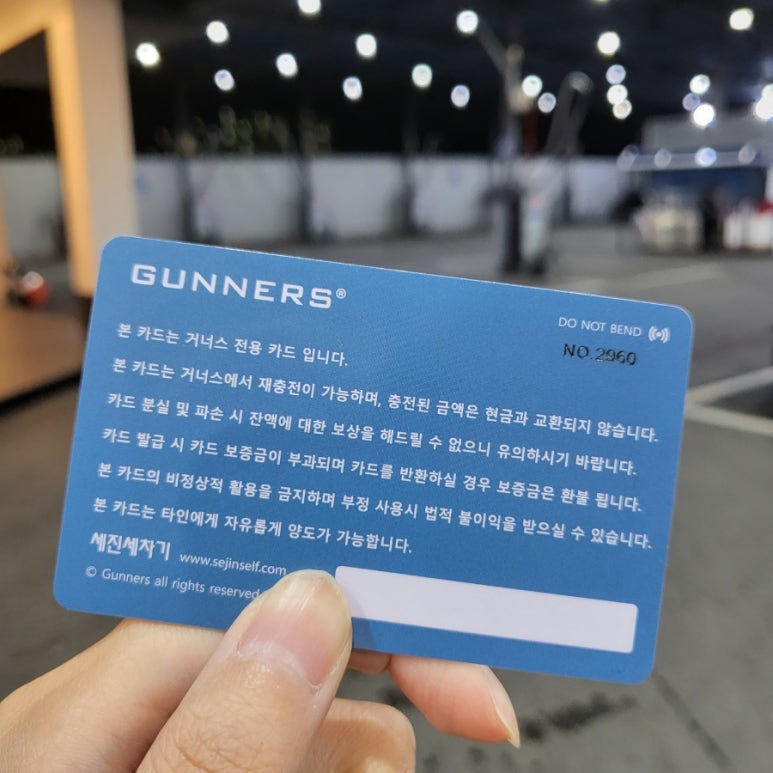 GUNNERS®
DO NOT BEND
NO.2960
본 카드는 거너스 전용 카드 입니다.
본 카드는 거너스에서 재충전이 가능하며, 충전된 금액은 현금과 교환되지 않습니다.
카드 분실 및 파손 시 잔액에 대한 보상을 해드릴 수 없으니 유의하시기 바랍니다.
카드 발급 시 카드 보증금이 부과되며 카드를 반환하실 경우 보증금은 환불 됩니다.
본 카드의 비정상적 활용을 금지하며 부정 사용시 법적 불이익을 받으실 수 있습니다.
본 카드는 타인에게 자유롭게 양도가 가능합니다.
세진세차기 www.sejinself.com
© Gunners all rights reserved